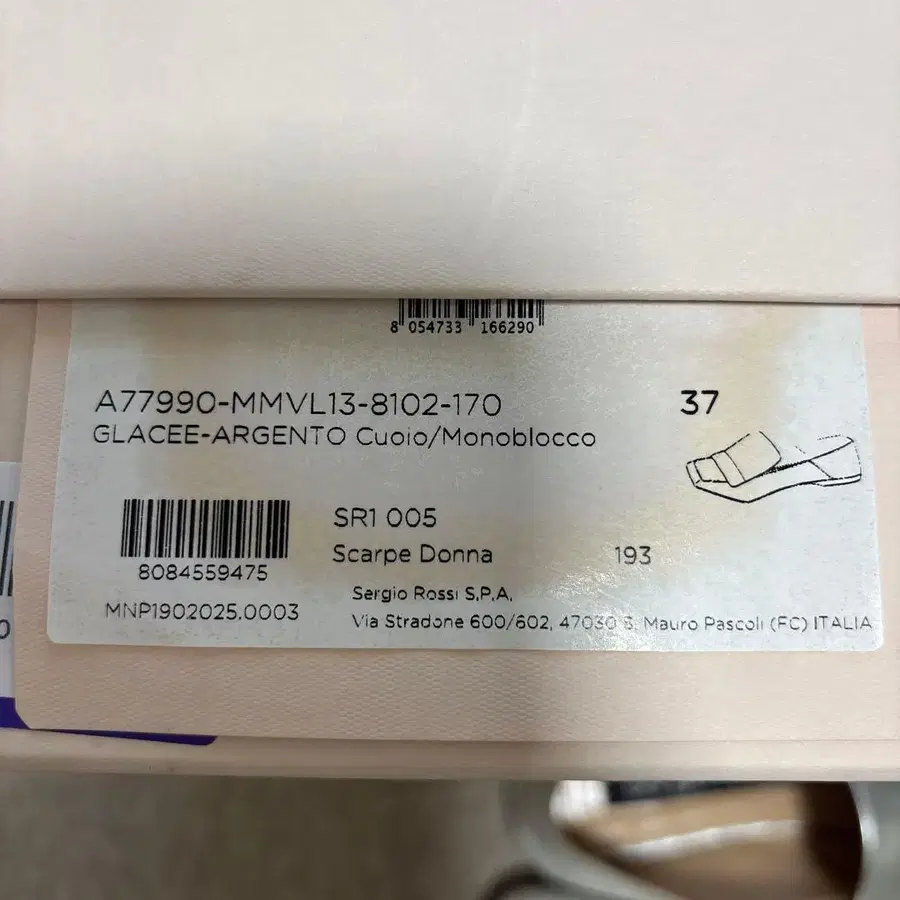 8 054733 166290
A77990-MMVL13-8102-170 37
GLACEE-ARGENTO Cuoio/Monoblocco
SR1 005
8084559475
Scarpe Donna 193
MNP1902025.0003
Sergio Rossi S.P.A.
Via Stradone 600/602, 47030 S. Mauro Pascoli (FC) ITALIA
0